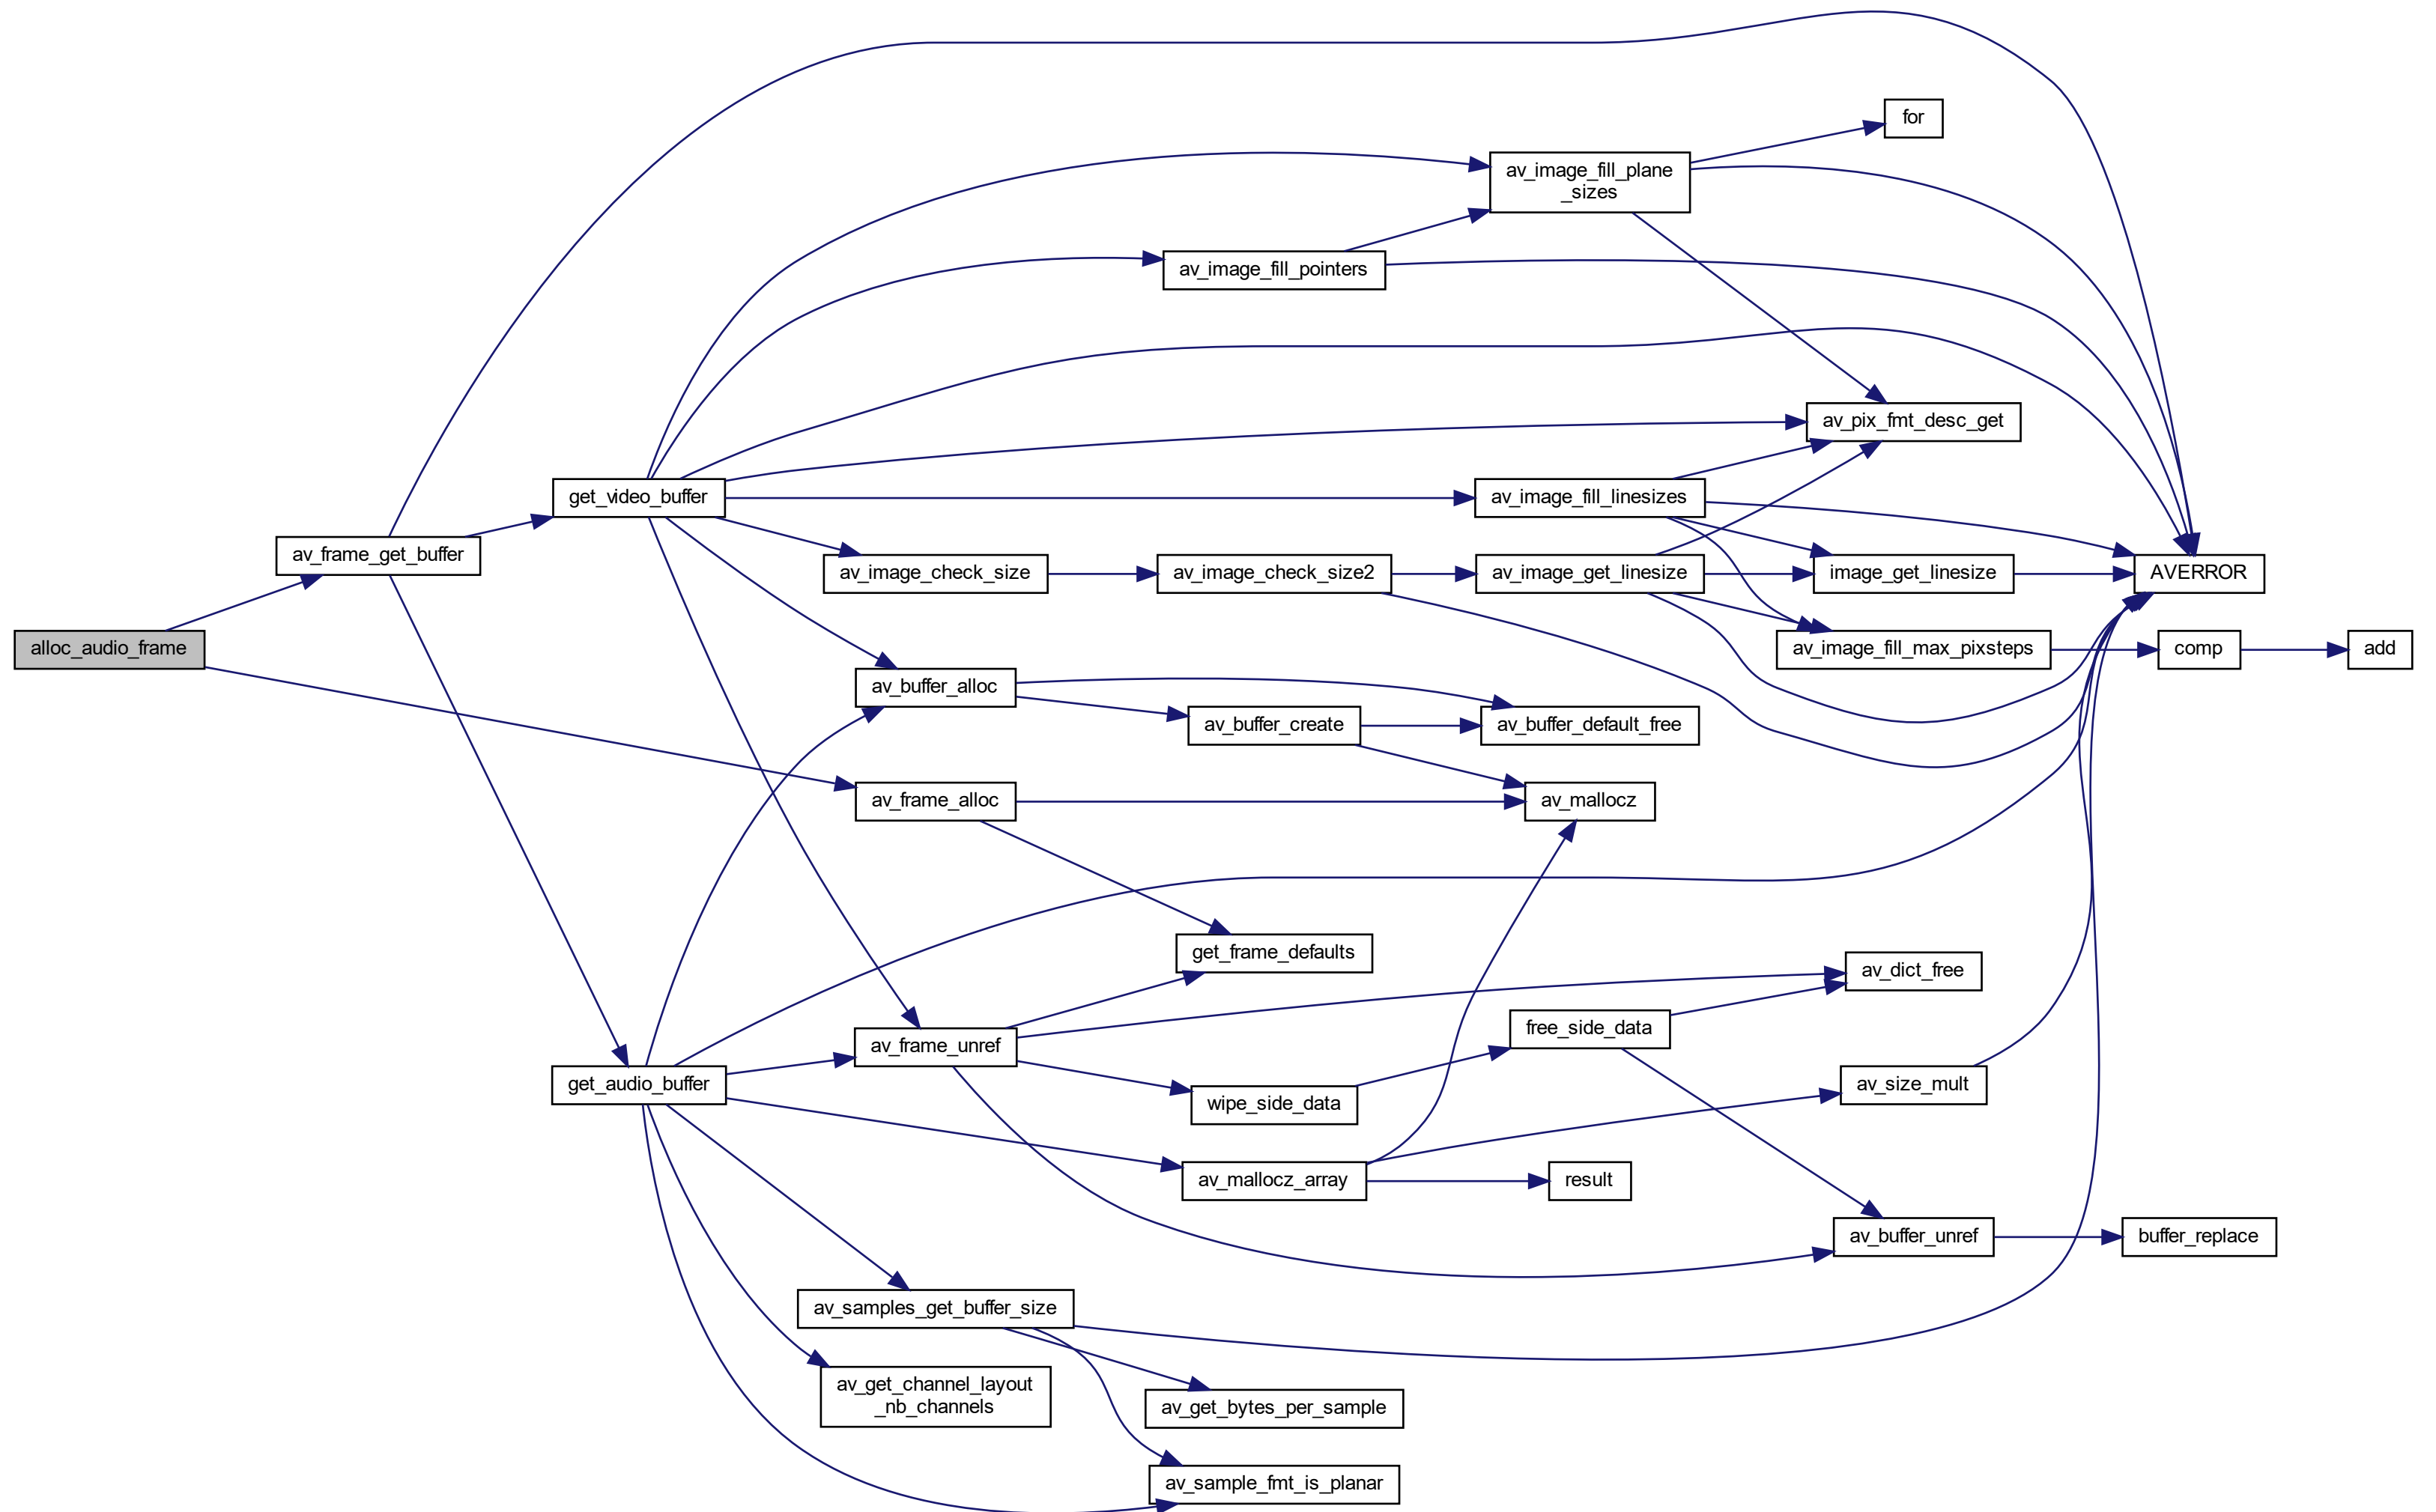 for
av_image_fill_plane
_sizes
av_image_fill_pointers
av_pix_fmt_desc_get
get_video_buffer
av_image_fill_linesizes
av_frame_get_buffer
av_image_check_size
av_image_check_size2
av_image_get_linesize
image_get_linesize
AVERROR
alloc_audio_frame
av_image_fill_max_pixsteps
comp
add
av_buffer_alloc
av_buffer_create
av_buffer_default_free
av_frame_alloc
av_mallocz
get_frame_defaults
av_dict_free
free_side_data
av_frame_unref
get_audio_buffer
wipe_side_data
av_size_mult
av_mallocz_array
result
av_buffer_unref
buffer_replace
av_samples_get_buffer_size
av_get_channel_layout
_nb_channels
av_get_bytes_per_sample
av_sample_fmt_is_planar